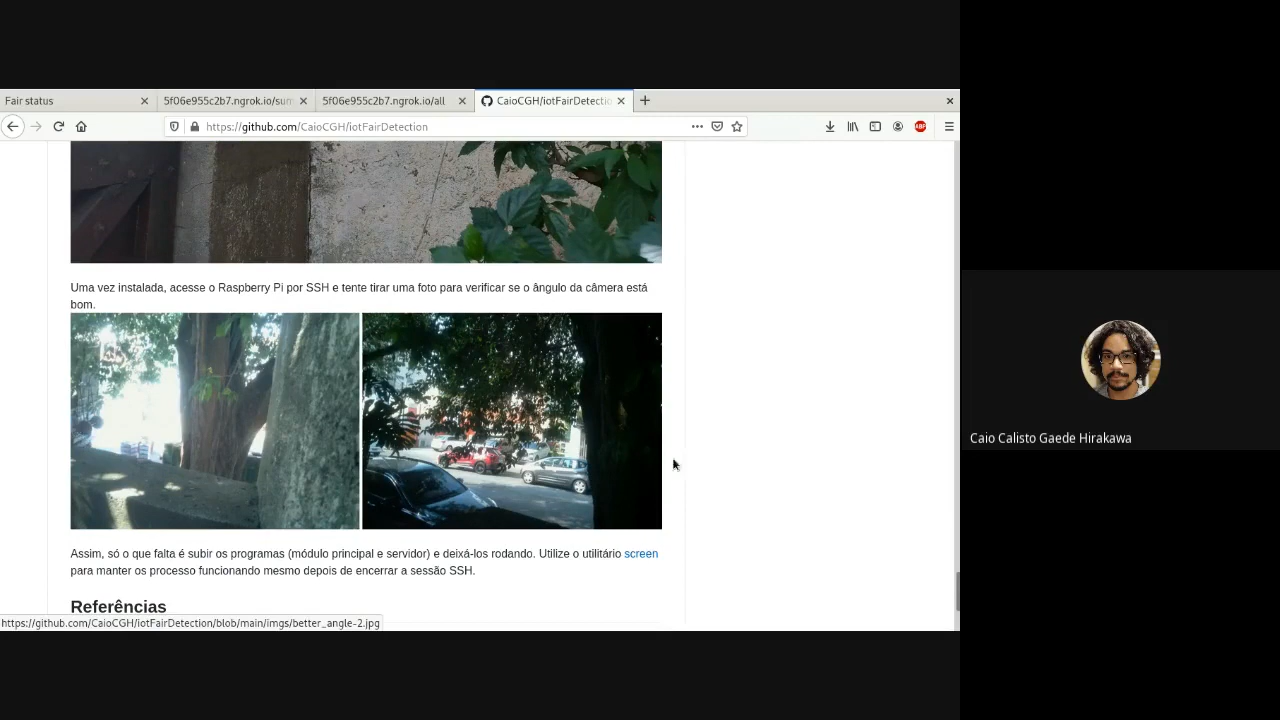 Fair status
5f06e955c2b7.ngrok.io/sum
5f06e955c2b7.ngrok.io/all
CaioCGH/iotFairDetectio
https://github.com/CaioCGH/iotFairDetection
ABP
Uma vez instalada, acesse o Raspberry Pi por SSH e tente tirar uma foto para verificar se o ângulo da câmera está
bom.
Caio Calisto Gaede Hirakawa
Assim, só o que falta é subir os programas (módulo principal e servidor) e deixá-los rodando. Utilize o utilitário screen
para manter os processo funcionando mesmo depois de encerrar a sessão SSH.
Referências
https://github.com/CaioCGH/iotFairDetection/blob/main/imgs/better_angle-2.jpg